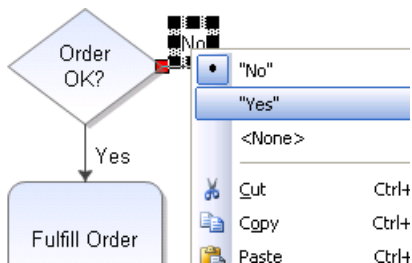 Order
OK?
No
Yes
Fulfill Order
"No"
"Yes"
<None>
Cut Ctrl+
Copy Ctrl+
Paste Ctrl+